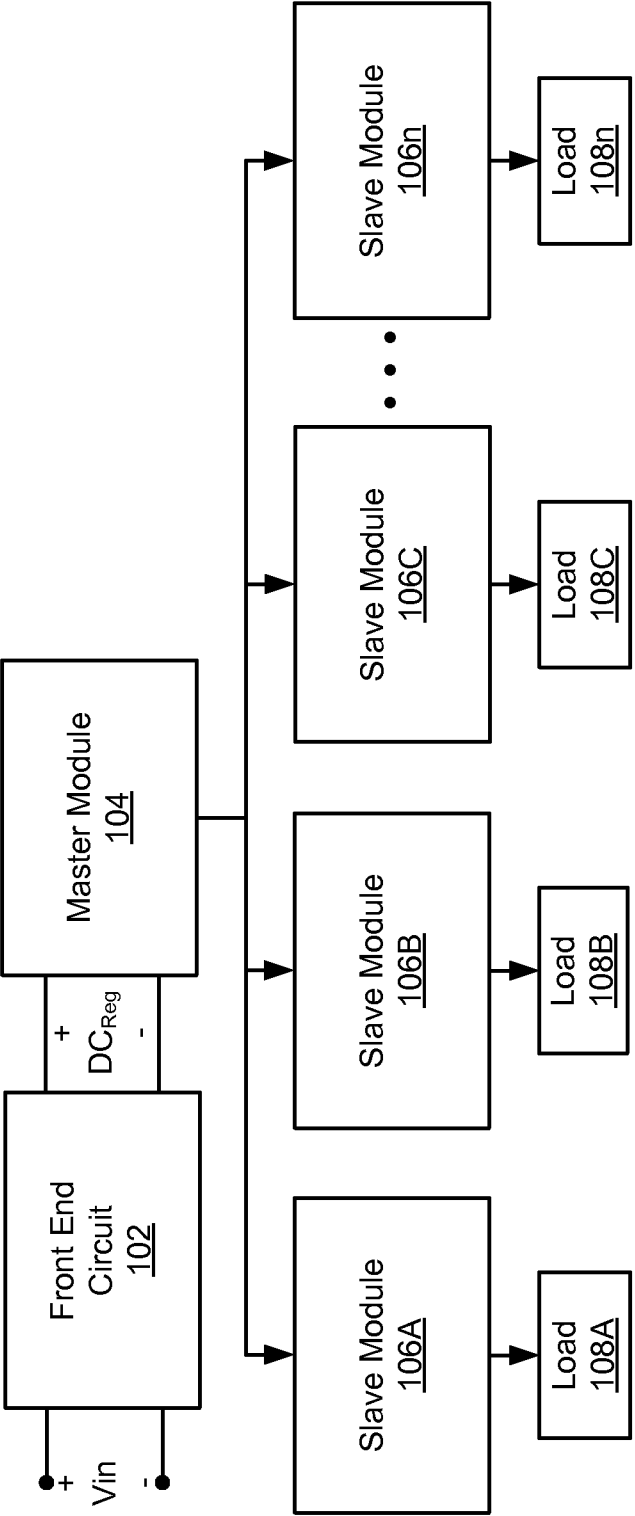 +
Vin
-
Front End
Circuit
102
+
DCReg
-
Master Module
104
Slave Module
106A
Slave Module
106B
Slave Module
106C
Slave Module
106n
Load
108A
Load
108B
Load
108C
Load
108n